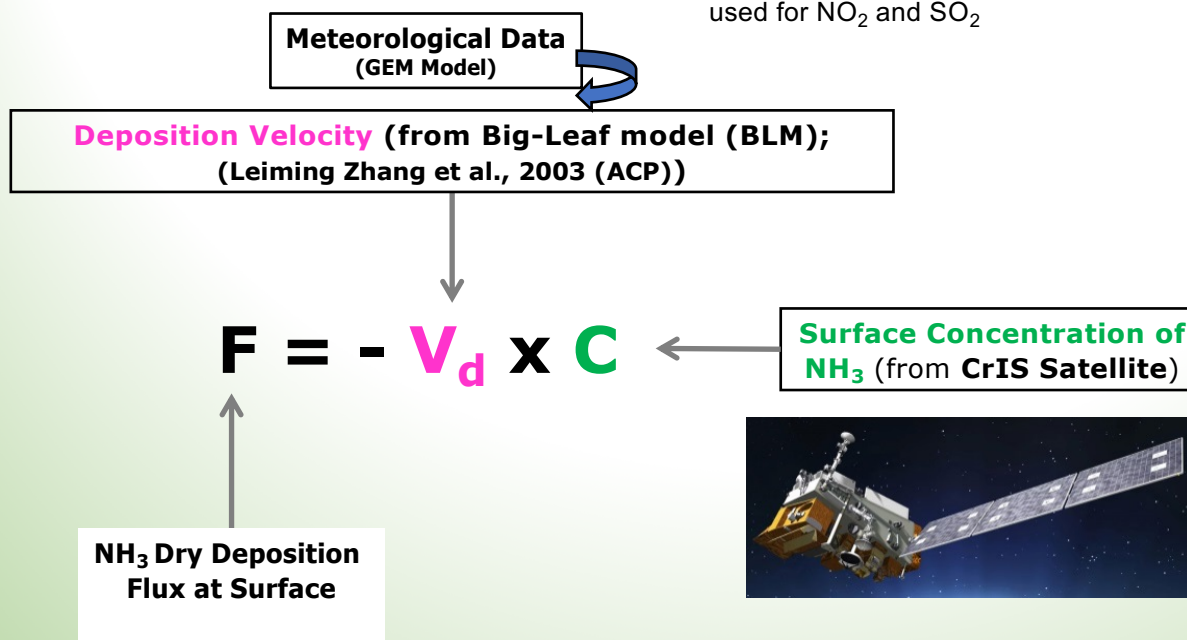 used for NO₂ and SO₂
Meteorological Data
(GEM Model)
Deposition Velocity (from Big-Leaf model (BLM);
(Leiming Zhang et al., 2003 (ACP))
F = - V_d x C
Surface Concentration of
NH₃ (from CrIS Satellite)
NH₃ Dry Deposition
Flux at Surface